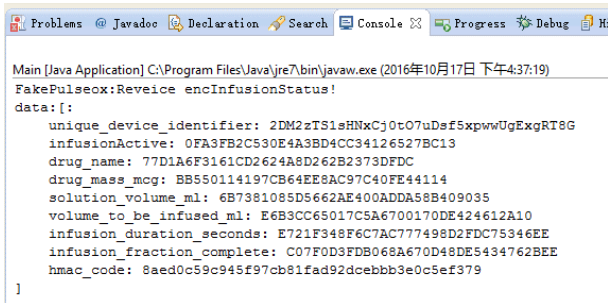 Problems @ Javadoc Declaration Search Console Progress Debug
Main [Java Application] C:\Program Files\Java\jre7\bin\javaw.exe (2016年10月17日 下午4:37:19)
FakePulseox:Reveice encInfusionStatus!
data:[:
unique_device_identifier: 2DM2zTS1sHNxCj0tO7uDsf5xpwwUgExgRT8G
infusionActive: 0FA3FB2C530E4A3BD4CC34126527BC13
drug_name: 77D1A6F3161CD2624A8D262B2373DFDC
drug_mass_mcg: BB550114197CB64EE8AC97C40FE44114
solution_volume_ml: 6B7381085D5662AE400ADDA58B409035
volume_to_be_infused_ml: E6B3CC65017C5A6700170DE424612A10
infusion_duration_seconds: E721F348F6C7AC777498D2FDC75346EE
infusion_fraction_complete: C07F0D3FDB068A670D48DE5434762BEE
hmac_code: 8aed0c59c945f97cb81fad92dcebbb3e0c5ef379
]